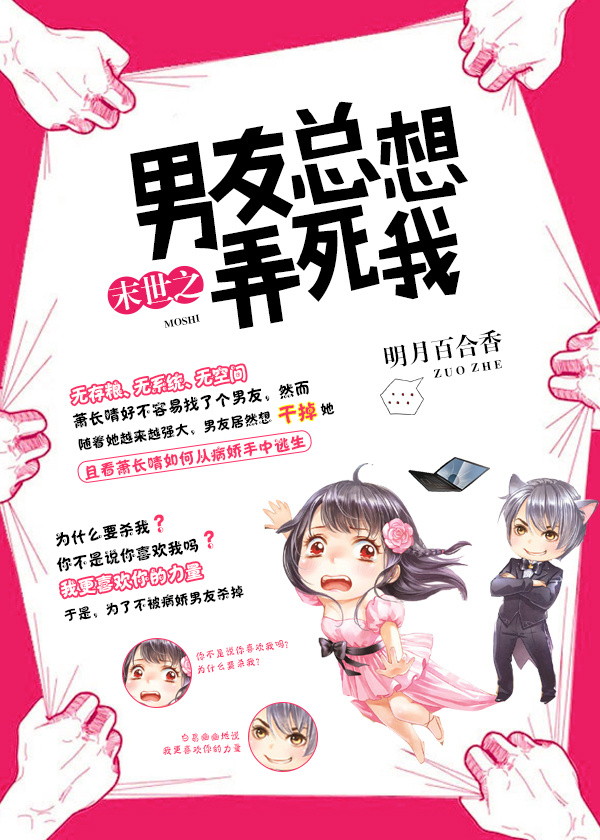 男友总想
末世之
弄死我
MOSHI
明月百合香
ZUO ZHE
无存粮、无系统、无空间
萧长晴好不容易找了个男友，然而
随着她越来越强大，男友居然想 干掉 她
且看萧长晴如何从病娇手中逃生
为什么要杀我？
你不是说你喜欢我吗？
我更喜欢你的力量
于是，为了不被病娇男友杀掉
你不是说你喜欢我吗？
为什么要杀我？
我更喜欢你的力量